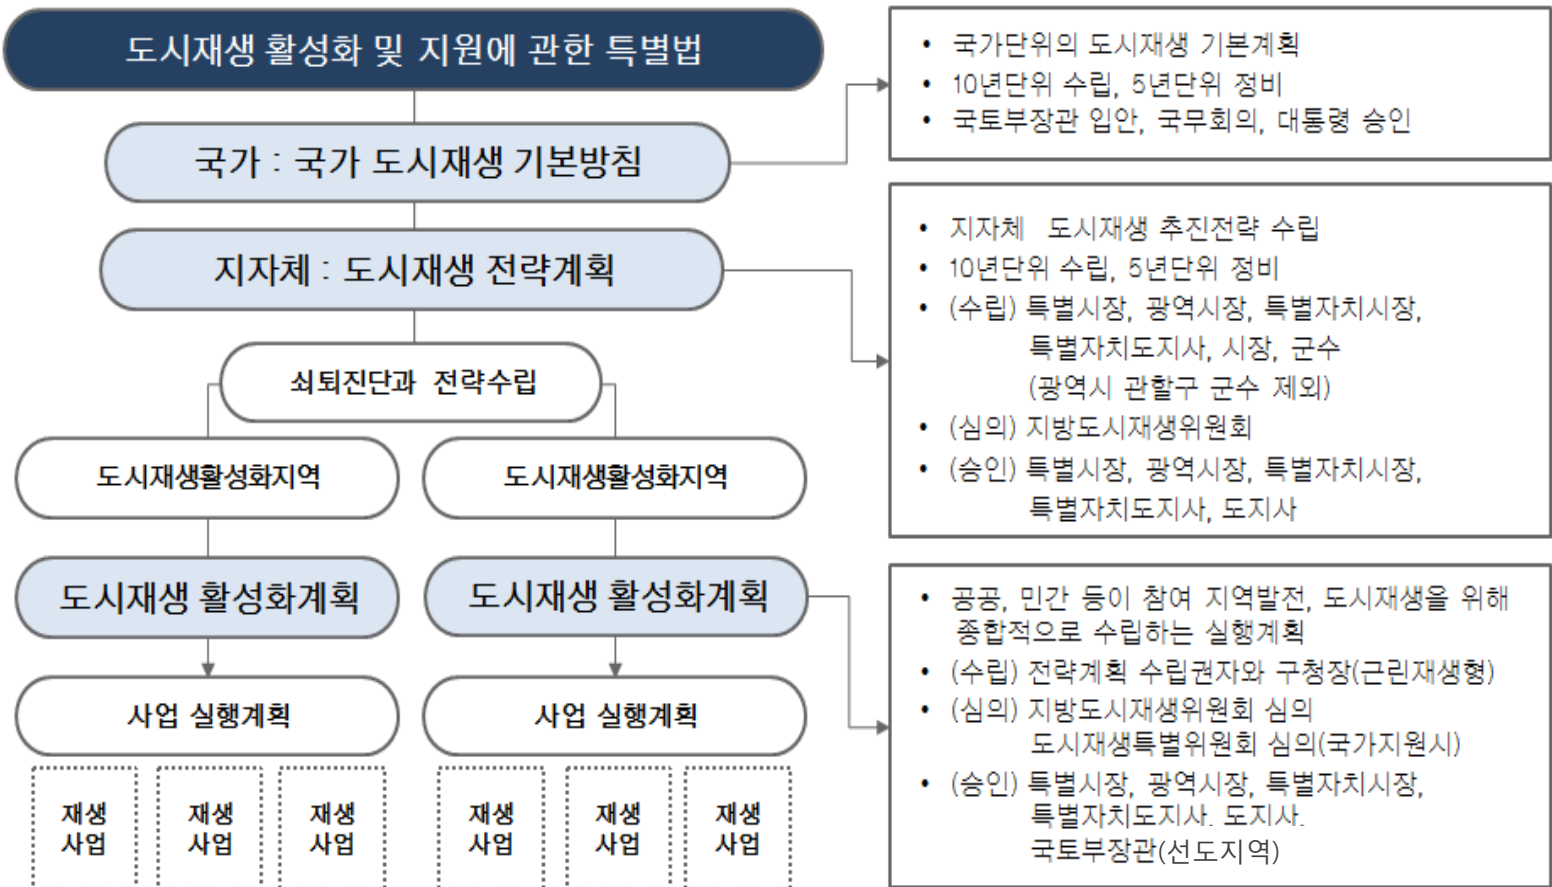 도시재생 활성화 및 지원에 관한 특별법
국가 : 국가 도시재생 기본방침
지자체 : 도시재생 전략계획
쇠퇴진단과 전략수립
도시재생활성화지역
도시재생활성화지역
도시재생 활성화계획
도시재생 활성화계획
사업 실행계획
사업 실행계획
재생
사업
재생
사업
재생
사업
재생
사업
재생
사업
재생
사업
• 국가단위의 도시재생 기본계획
• 10년단위 수립, 5년단위 정비
• 국토부장관 입안, 국무회의, 대통령 승인
• 지자체 도시재생 추진전략 수립
• 10년단위 수립, 5년단위 정비
• (수립) 특별시장, 광역시장, 특별자치시장,
특별자치도지사, 시장, 군수
(광역시 관할구 군수 제외)
• (심의) 지방도시재생위원회
• (승인) 특별시장, 광역시장, 특별자치시장,
특별자치도지사, 도지사
• 공공, 민간 등이 참여 지역발전, 도시재생을 위해
종합적으로 수립하는 실행계획
• (수립) 전략계획 수립권자와 구청장(근린재생형)
• (심의) 지방도시재생위원회 심의
도시재생특별위원회 심의(국가지원시)
• (승인) 특별시장, 광역시장, 특별자치시장,
특별자치도지사. 도지사.
국토부장관(선도지역)